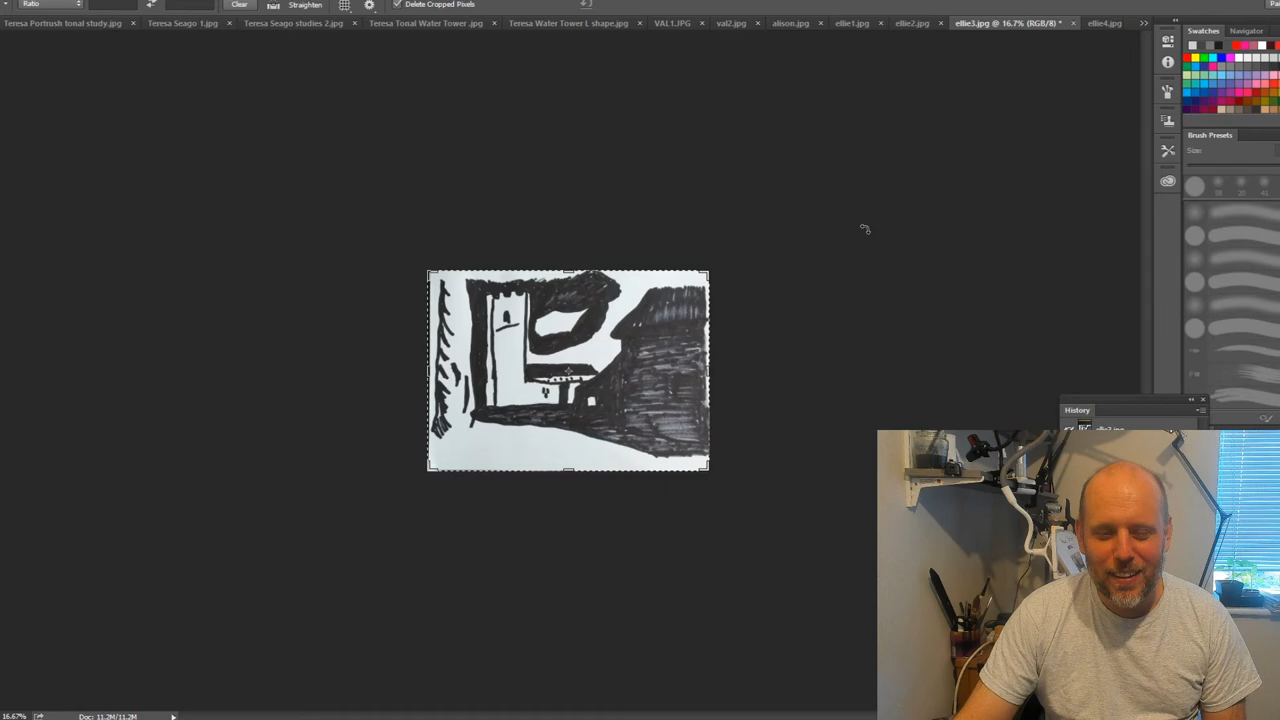 Ratio Clear Straighten Delete Cropped Pixels
Teresa Portrush tonal study.jpg × Teresa Seago 1.jpg × Teresa Seago studies 2.jpg × Teresa Tonal Water Tower .jpg × Teresa Water Tower L shape.jpg × VAL1.JPG × val2.jpg × alison.jpg × ellie1.jpg × ellie2.jpg × ellie3.jpg @ 16.7% (RGB/8) * × ellie4.jpg »
Swatches Navigator
Brush Presets
Size:
History
16.67% Doc: 11.2M/11.2M